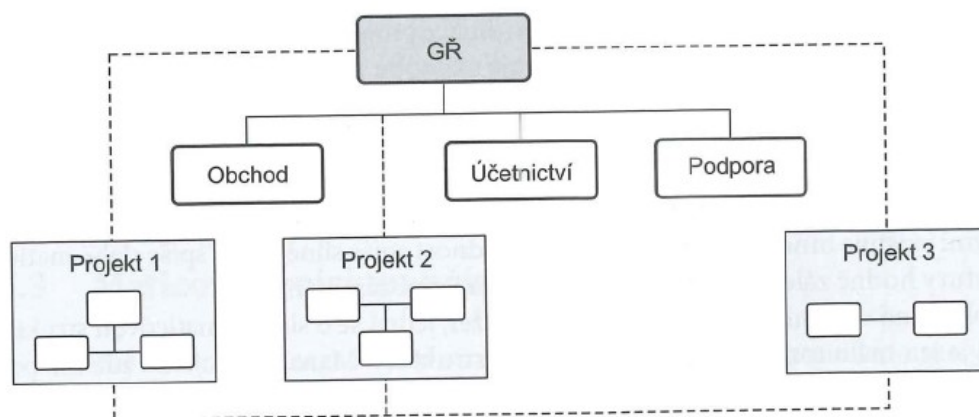 GŘ
Obchod
Účetnictví
Podpora
Projekt 1
Projekt 2
Projekt 3